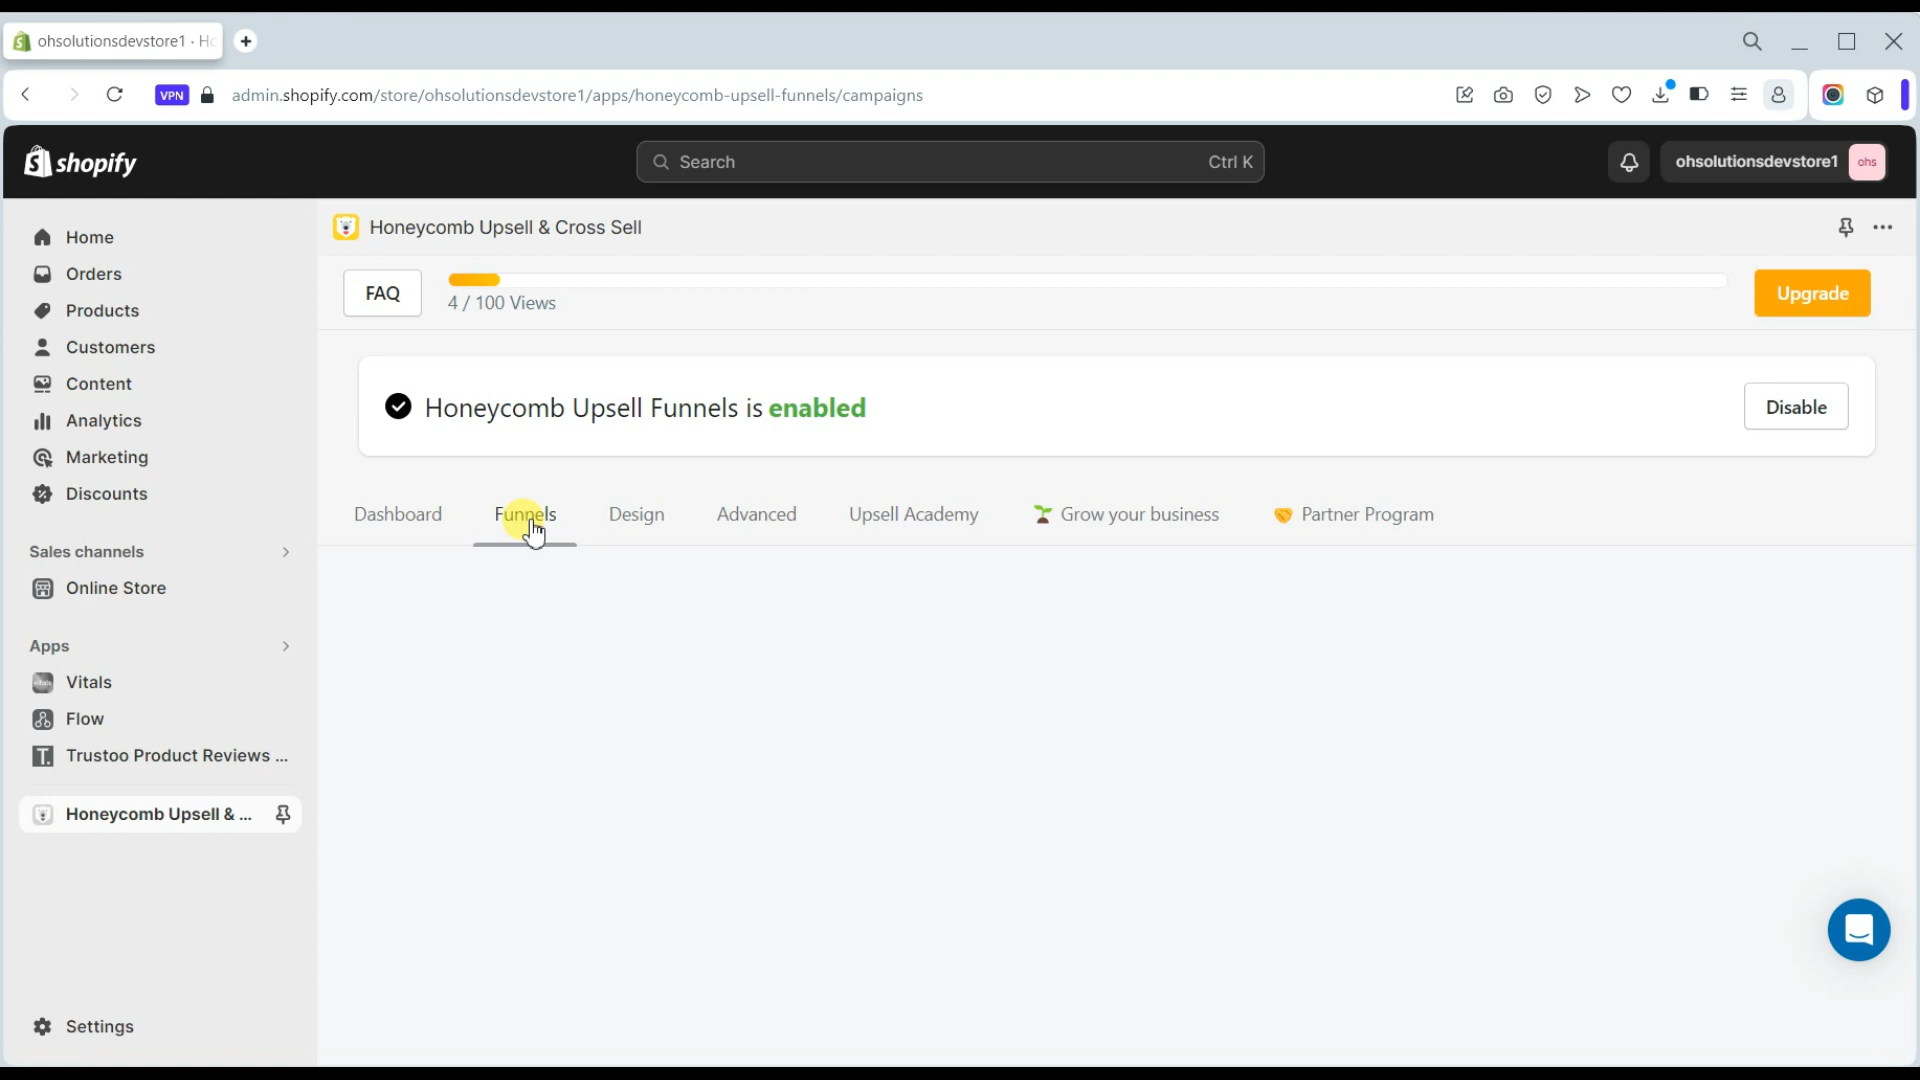 ohsolutionsdevstore1 · Ho
VPN
admin.shopify.com/store/ohsolutionsdevstore1/apps/honeycomb-upsell-funnels/campaigns
shopify
Search
Ctrl K
ohsolutionsdevstore1
ohs
Home
Orders
Products
Customers
Content
Analytics
Marketing
Discounts
Sales channels
Online Store
Apps
Vitals
Flow
Trustoo Product Reviews ...
Honeycomb Upsell & ...
Settings
Honeycomb Upsell & Cross Sell
FAQ
4 / 100 Views
Upgrade
Honeycomb Upsell Funnels is enabled
Disable
Dashboard
Funnels
Design
Advanced
Upsell Academy
Grow your business
Partner Program